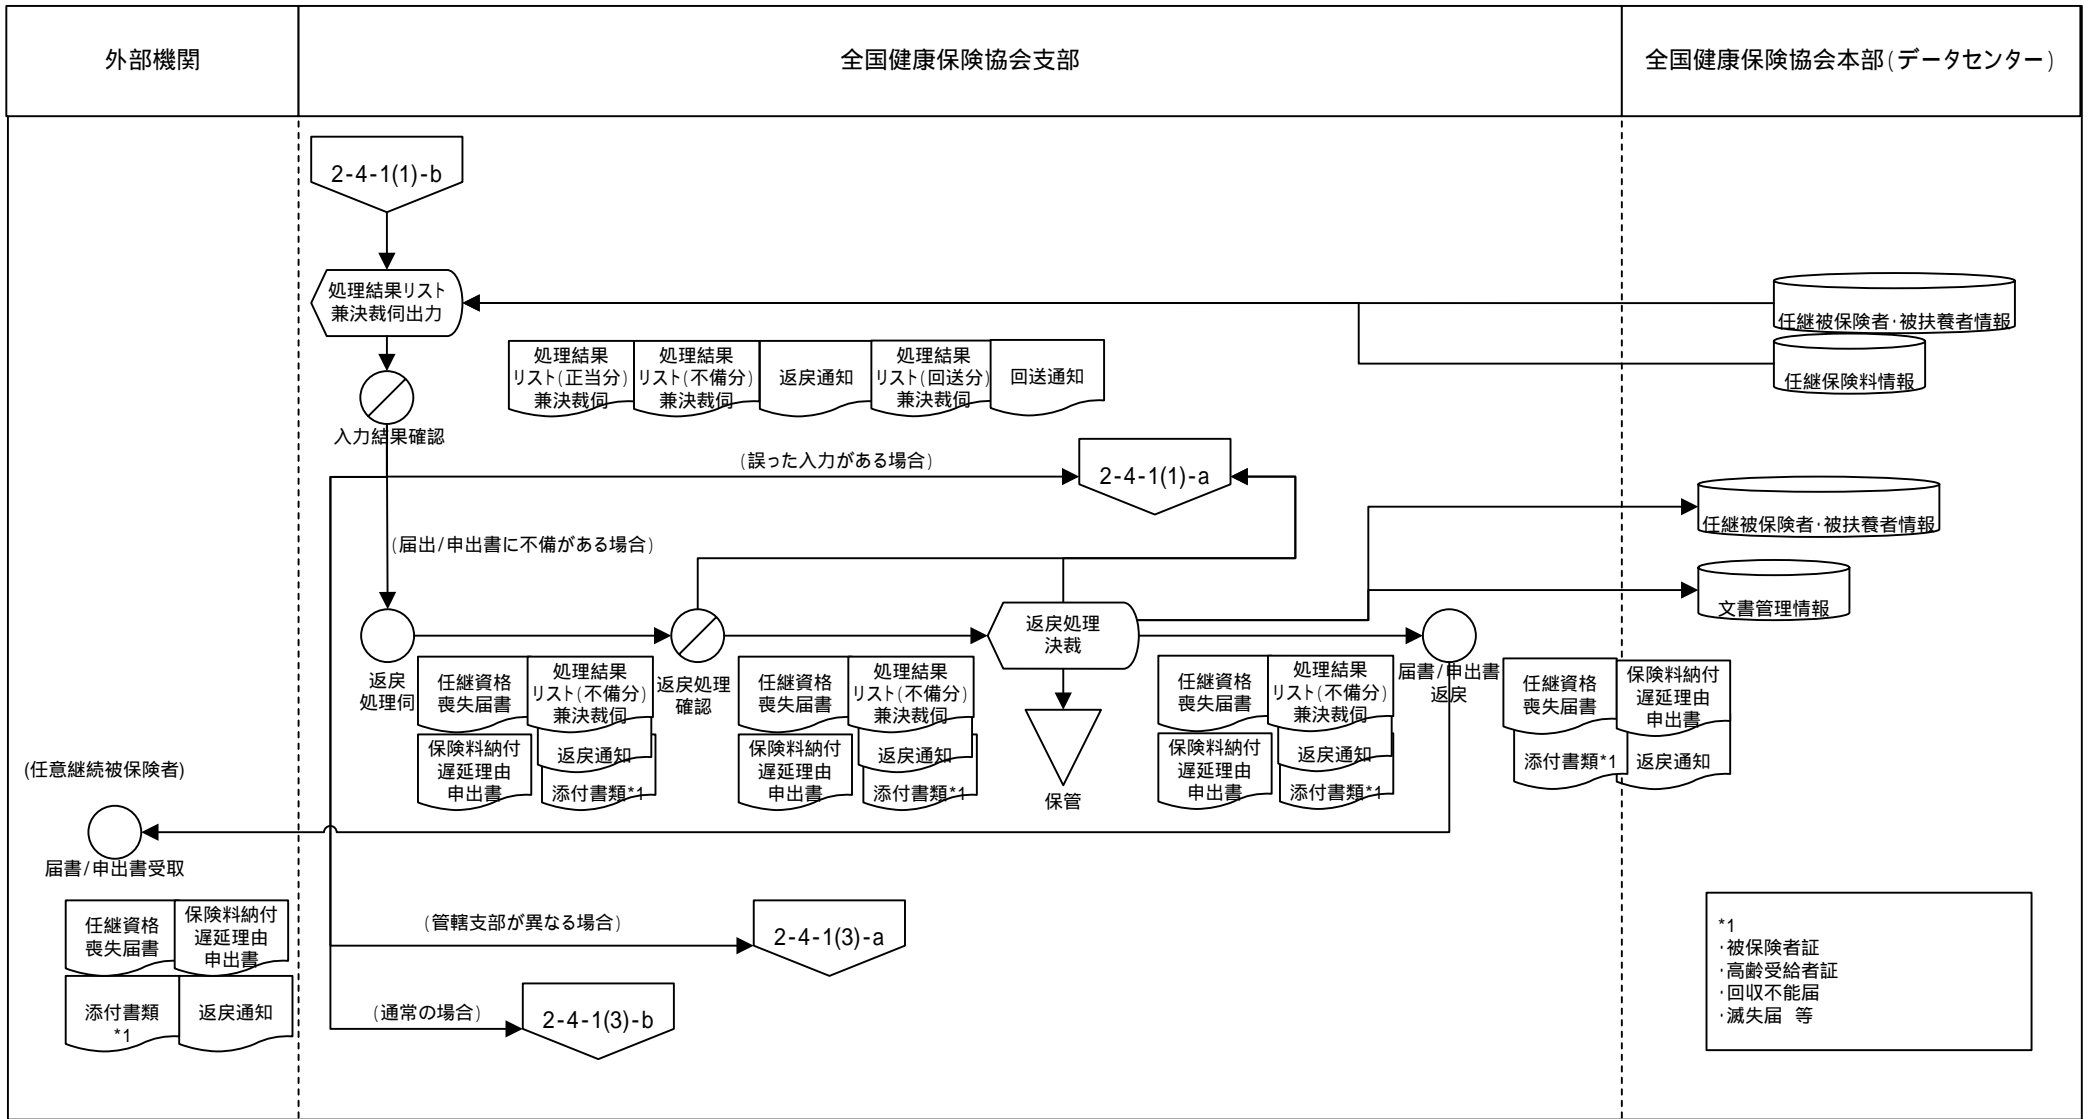 外部機関
全国健康保険協会支部
全国健康保険協会本部(データセンター)
2-4-1(1)-b
処理結果リスト
兼決裁伺出力
任継被保険者・被扶養者情報
任継保険料情報
処理結果
リスト(正当分)
兼決裁伺
処理結果
リスト(不備分)
兼決裁伺
返戻通知
処理結果
リスト(回送分)
兼決裁伺
回送通知
入力結果確認
(誤った入力がある場合)
2-4-1(1)-a
任継被保険者・被扶養者情報
(届出/申出書に不備がある場合)
文書管理情報
返戻
処理伺
任継資格
喪失届書
処理結果
リスト(不備分)
兼決裁伺
保険料納付
遅延理由
申出書
返戻通知
添付書類*1
返戻処理
確認
任継資格
喪失届書
処理結果
リスト(不備分)
兼決裁伺
保険料納付
遅延理由
申出書
返戻通知
添付書類*1
返戻処理
決裁
保管
任継資格
喪失届書
処理結果
リスト(不備分)
兼決裁伺
保険料納付
遅延理由
申出書
返戻通知
添付書類*1
届書/申出書
返戻
任継資格
喪失届書
保険料納付
遅延理由
申出書
添付書類*1
返戻通知
(任意継続被保険者)
届書/申出書受取
任継資格
喪失届書
保険料納付
遅延理由
申出書
添付書類
*1
返戻通知
(管轄支部が異なる場合)
2-4-1(3)-a
(通常の場合)
2-4-1(3)-b
*1
・被保険者証
・高齢受給者証
・回収不能届
・滅失届 等